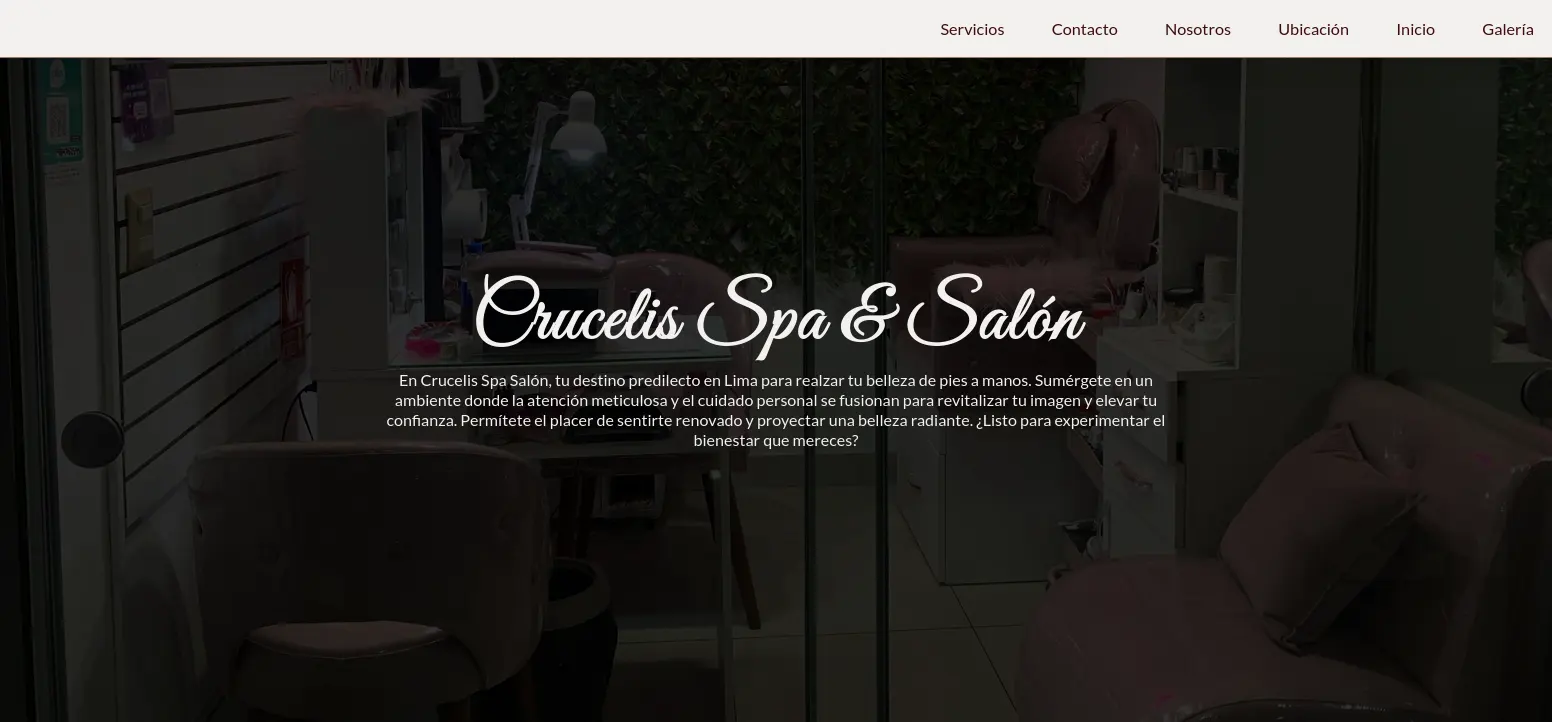 Servicios Contacto Nosotros Ubicación Inicio Galería
Crucelis Spa & Salón
En Crucelis Spa Salón, tu destino predilecto en Lima para realzar tu belleza de pies a manos. Sumérgete en un
ambiente donde la atención meticulosa y el cuidado personal se fusionan para revitalizar tu imagen y elevar tu
confianza. Permítete el placer de sentirte renovado y proyectar una belleza radiante. ¿Listo para experimentar el
bienestar que mereces?